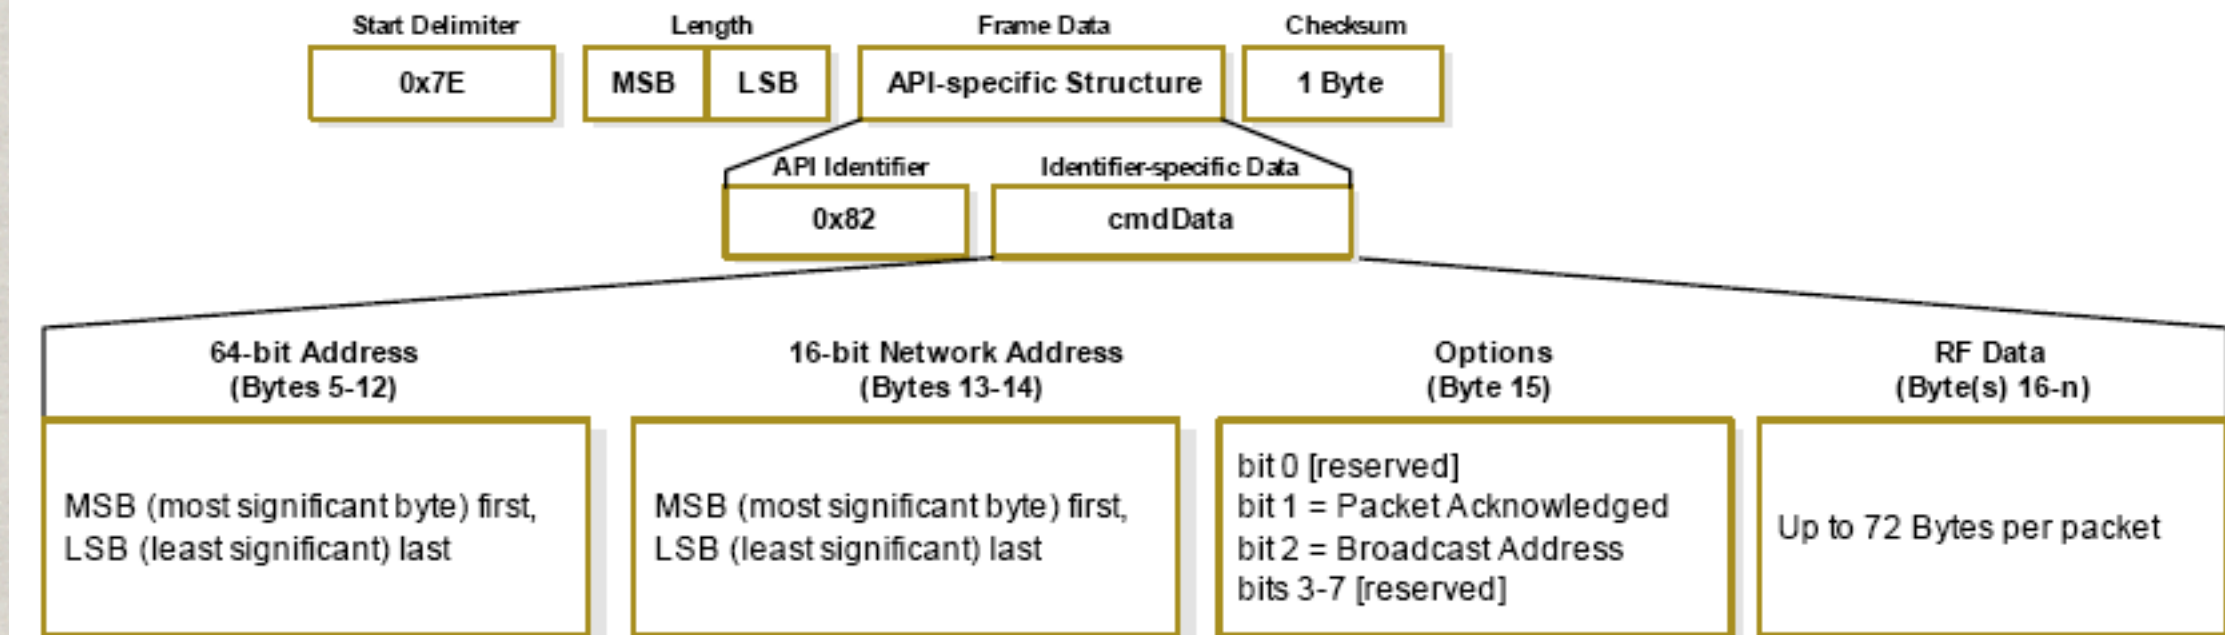 Start Delimiter
Length
Frame Data
Checksum
0x7E
MSB
LSB
API-specific Structure
1 Byte
API Identifier
Identifier-specific Data
0x82
cmdData
64-bit Address
(Bytes 5-12)
16-bit Network Address
(Bytes 13-14)
Options
(Byte 15)
RF Data
(Byte(s) 16-n)
MSB (most significant byte) first,
LSB (least significant) last
MSB (most significant byte) first,
LSB (least significant) last
bit 0 [reserved]
bit 1 = Packet Acknowledged
bit 2 = Broadcast Address
bits 3-7 [reserved]
Up to 72 Bytes per packet